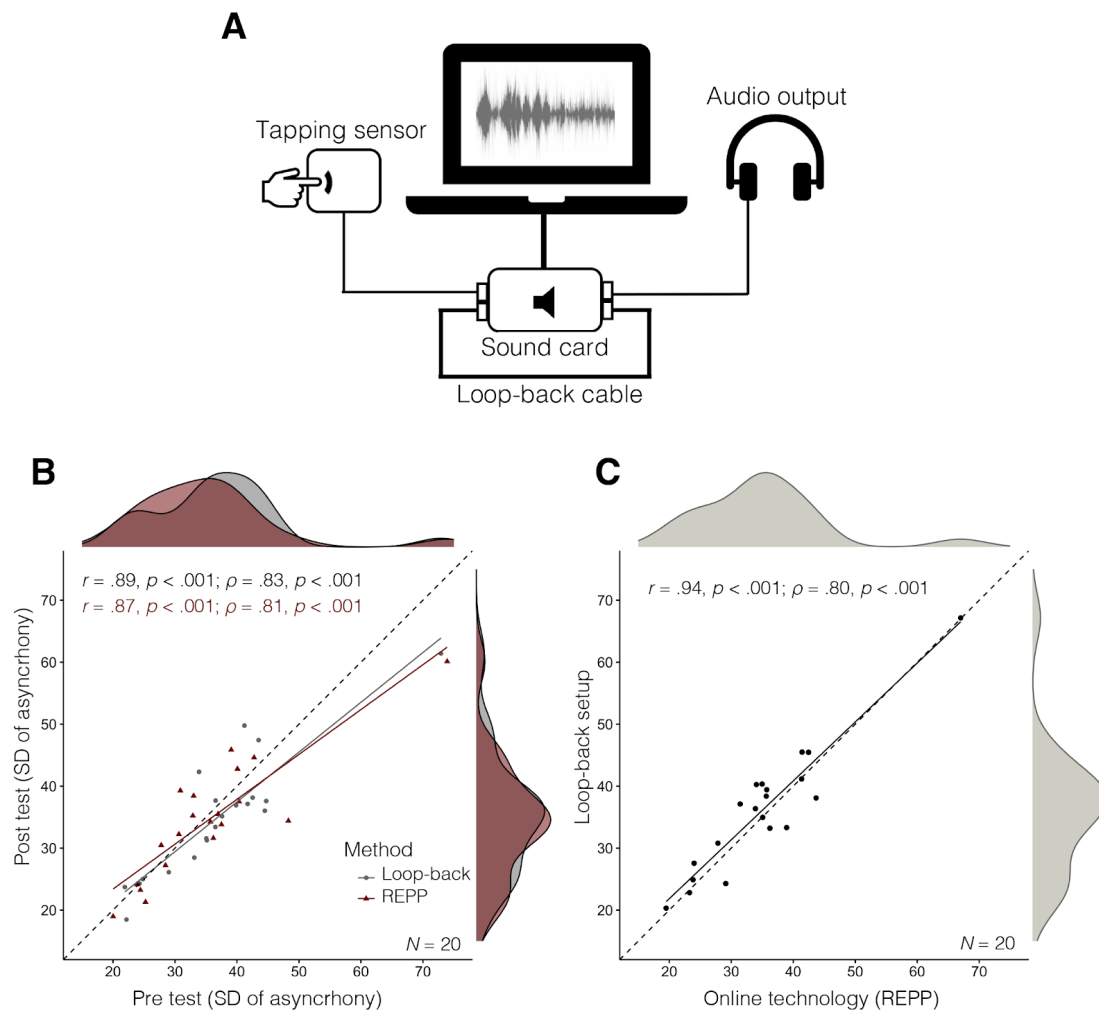 A
Tapping sensor
Audio output
Sound card
Loop-back cable
B
r = .89, p < .001; ρ = .83, p < .001
r = .87, p < .001; ρ = .81, p < .001
Post test (SD of asyncrhony)
70
60
50
40
30
20
Method
Loop-back
REPP
N = 20
20 30 40 50 60 70
Pre test (SD of asyncrhony)
C
r = .94, p < .001; ρ = .80, p < .001
Loop-back setup
70
60
50
40
30
20
N = 20
20 30 40 50 60 70
Online technology (REPP)